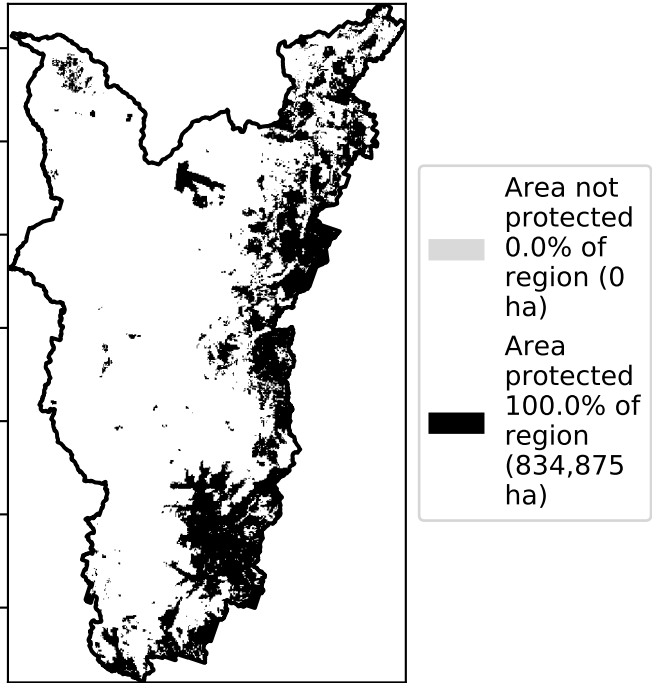 Area not
protected
0.0% of
region (0
ha)
Area
protected
100.0% of
region
(834,875
ha)